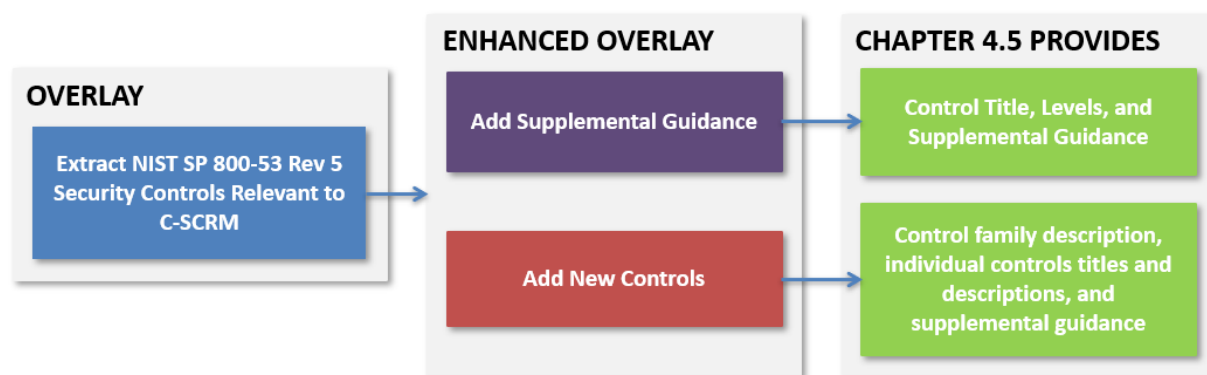 OVERLAY
Extract NIST SP 800-53 Rev 5
Security Controls Relevant to
C-SCRM
ENHANCED OVERLAY
Add Supplemental Guidance
Add New Controls
CHAPTER 4.5 PROVIDES
Control Title, Levels, and
Supplemental Guidance
Control family description,
individual controls titles and
descriptions, and
supplemental guidance